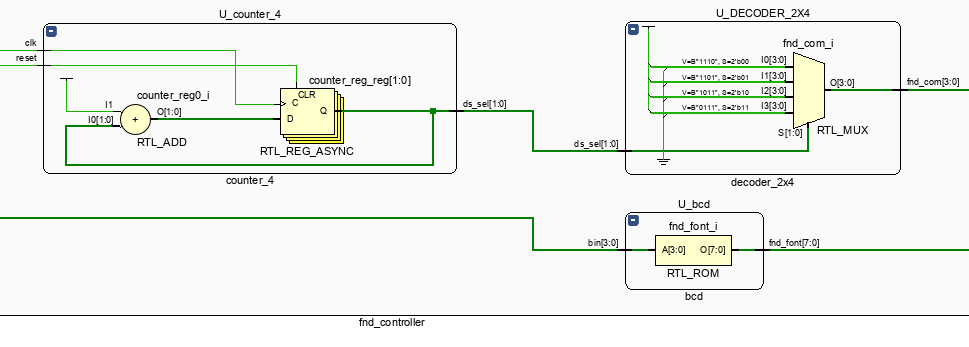 U_counter_4
clk
reset
counter_reg_reg[1:0]
counter_reg0_i
CLR
I1
I0[1:0]
+
O[1:0]
C
D
Q
ds_sel[1:0]
RTL_ADD
RTL_REG_ASYNC
counter_4
U_DECODER_2X4
fnd_com_i
V=B"1110", S=2'b00
I0[3:0]
V=B"1101", S=2'b01
I1[3:0]
V=B"1011", S=2'b10
I2[3:0]
V=B"0111", S=2'b11
I3[3:0]
O[3:0]
fnd_com[3:0]
S[1:0]
RTL_MUX
ds_sel[1:0]
decoder_2x4
U_bcd
fnd_font_i
bin[3:0]
A[3:0]
O[7:0]
fnd_font[7:0]
RTL_ROM
bcd
fnd_controller